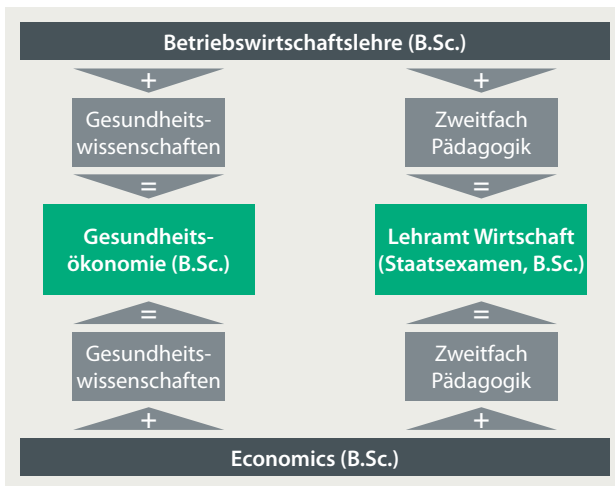 Betriebswirtschaftslehre (B.Sc.)
+ +
Gesundheits-
wissenschaften
Zweitfach
Pädagogik
= =
Gesundheits-
ökonomie (B.Sc.)
Lehramt Wirtschaft
(Staatsexamen, B.Sc.)
= =
Gesundheits-
wissenschaften
Zweitfach
Pädagogik
+ +
Economics (B.Sc.)